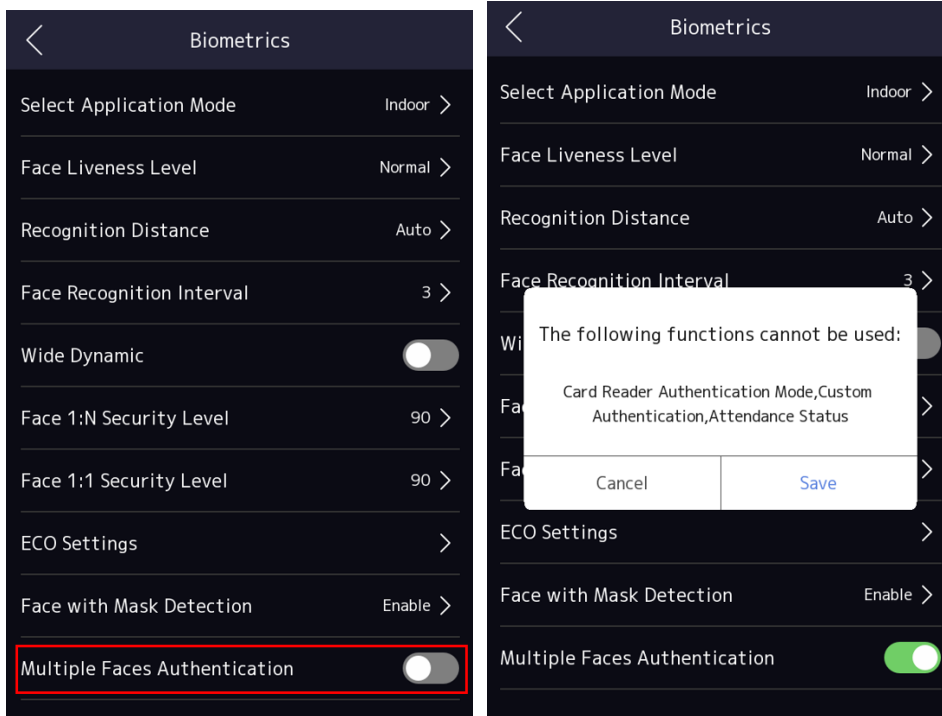 Biometrics
Select Application Mode Indoor
Face Liveness Level Normal
Recognition Distance Auto
Face Recognition Interval 3
Wide Dynamic
Face 1:N Security Level 90
Face 1:1 Security Level 90
ECO Settings
Face with Mask Detection Enable
Multiple Faces Authentication
Biometrics
Select Application Mode Indoor
Face Liveness Level Normal
Recognition Distance Auto
Face Recognition Interval 3
The following functions cannot be used:
Card Reader Authentication Mode,Custom
Authentication,Attendance Status
Cancel Save
ECO Settings
Face with Mask Detection Enable
Multiple Faces Authentication